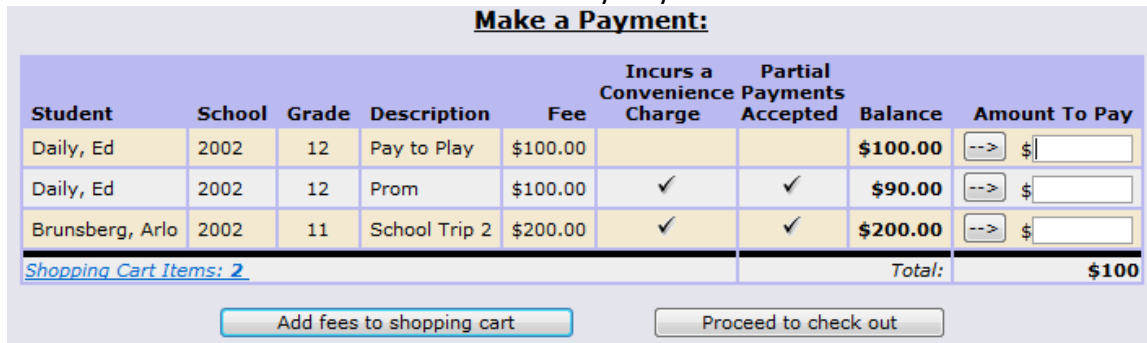 Make a Payment:
Incurs a Partial
Convenience Payments
Student School Grade Description Fee Charge Accepted Balance Amount To Pay
Daily, Ed 2002 12 Pay to Play $100.00 $100.00 --> $
Daily, Ed 2002 12 Prom $100.00 ✓ ✓ $90.00 --> $
Brunsberg, Arlo 2002 11 School Trip 2 $200.00 ✓ ✓ $200.00 --> $
Shopping Cart Items: 2 Total: $100
Add fees to shopping cart Proceed to check out